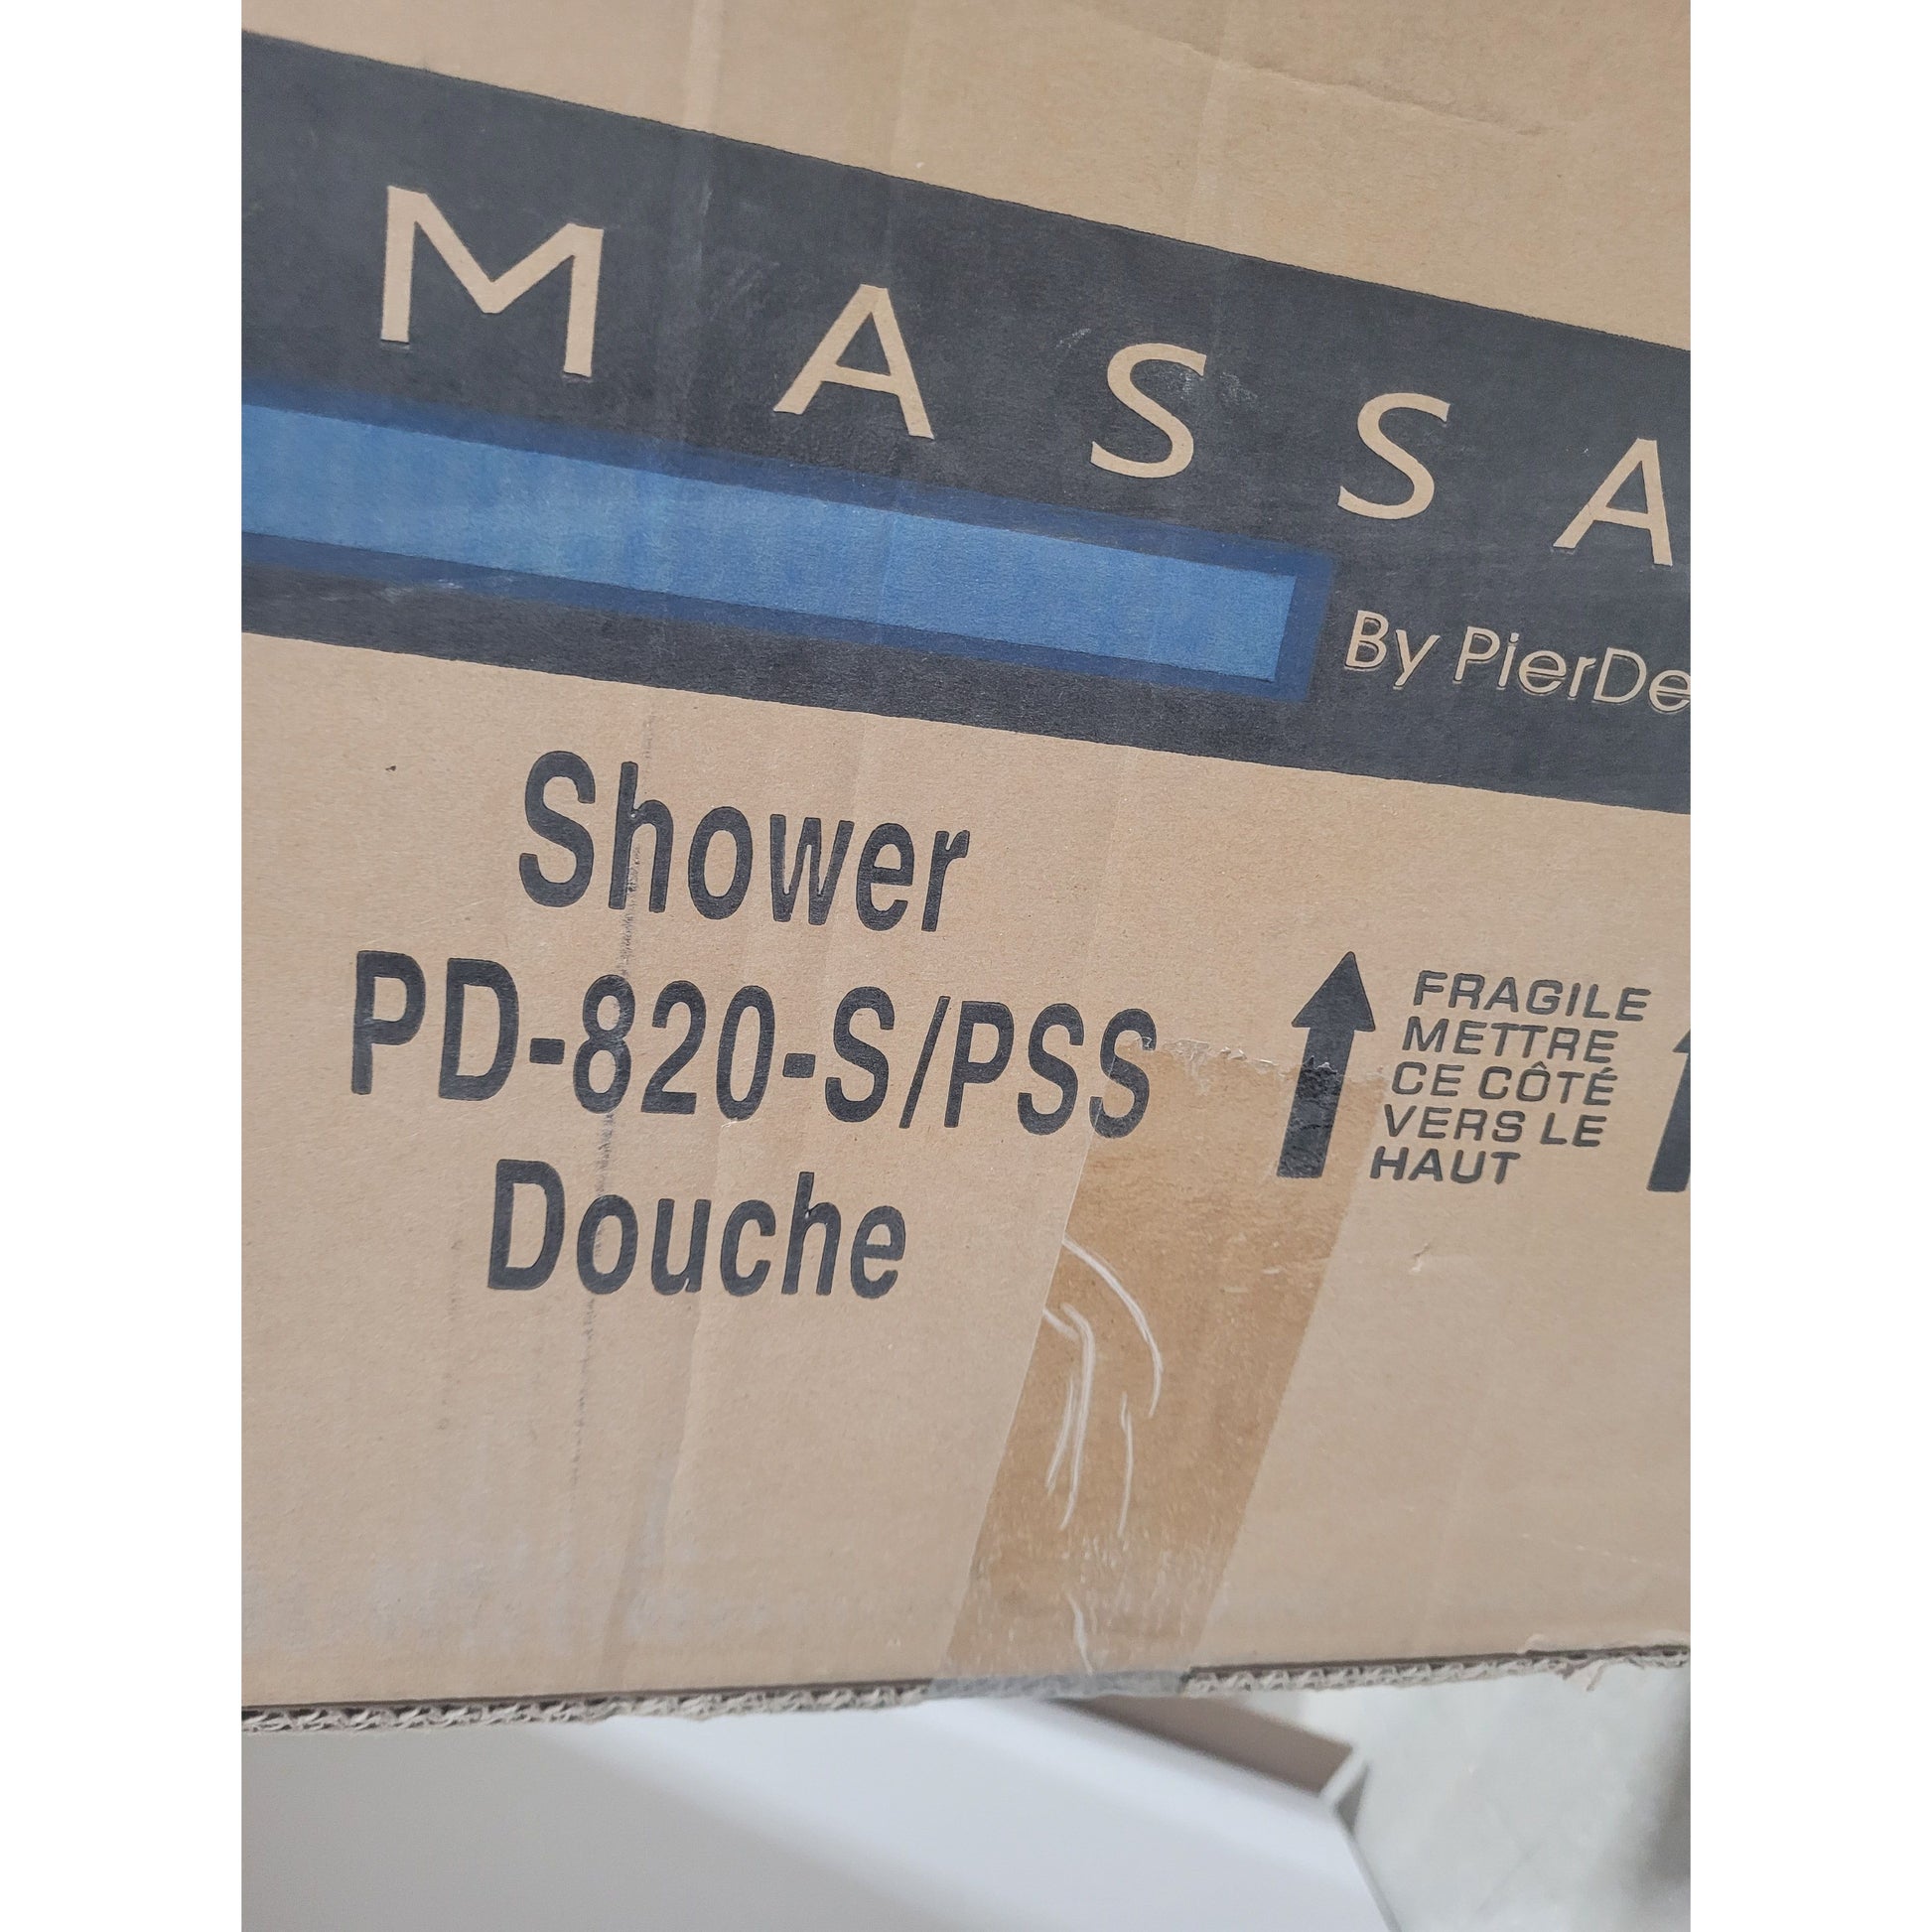 MASSA
By PierDe
Shower
PD-820-S/PSS
Douche
FRAGILE
METTRE
CE CÔTÉ
VERS LE
HAUT